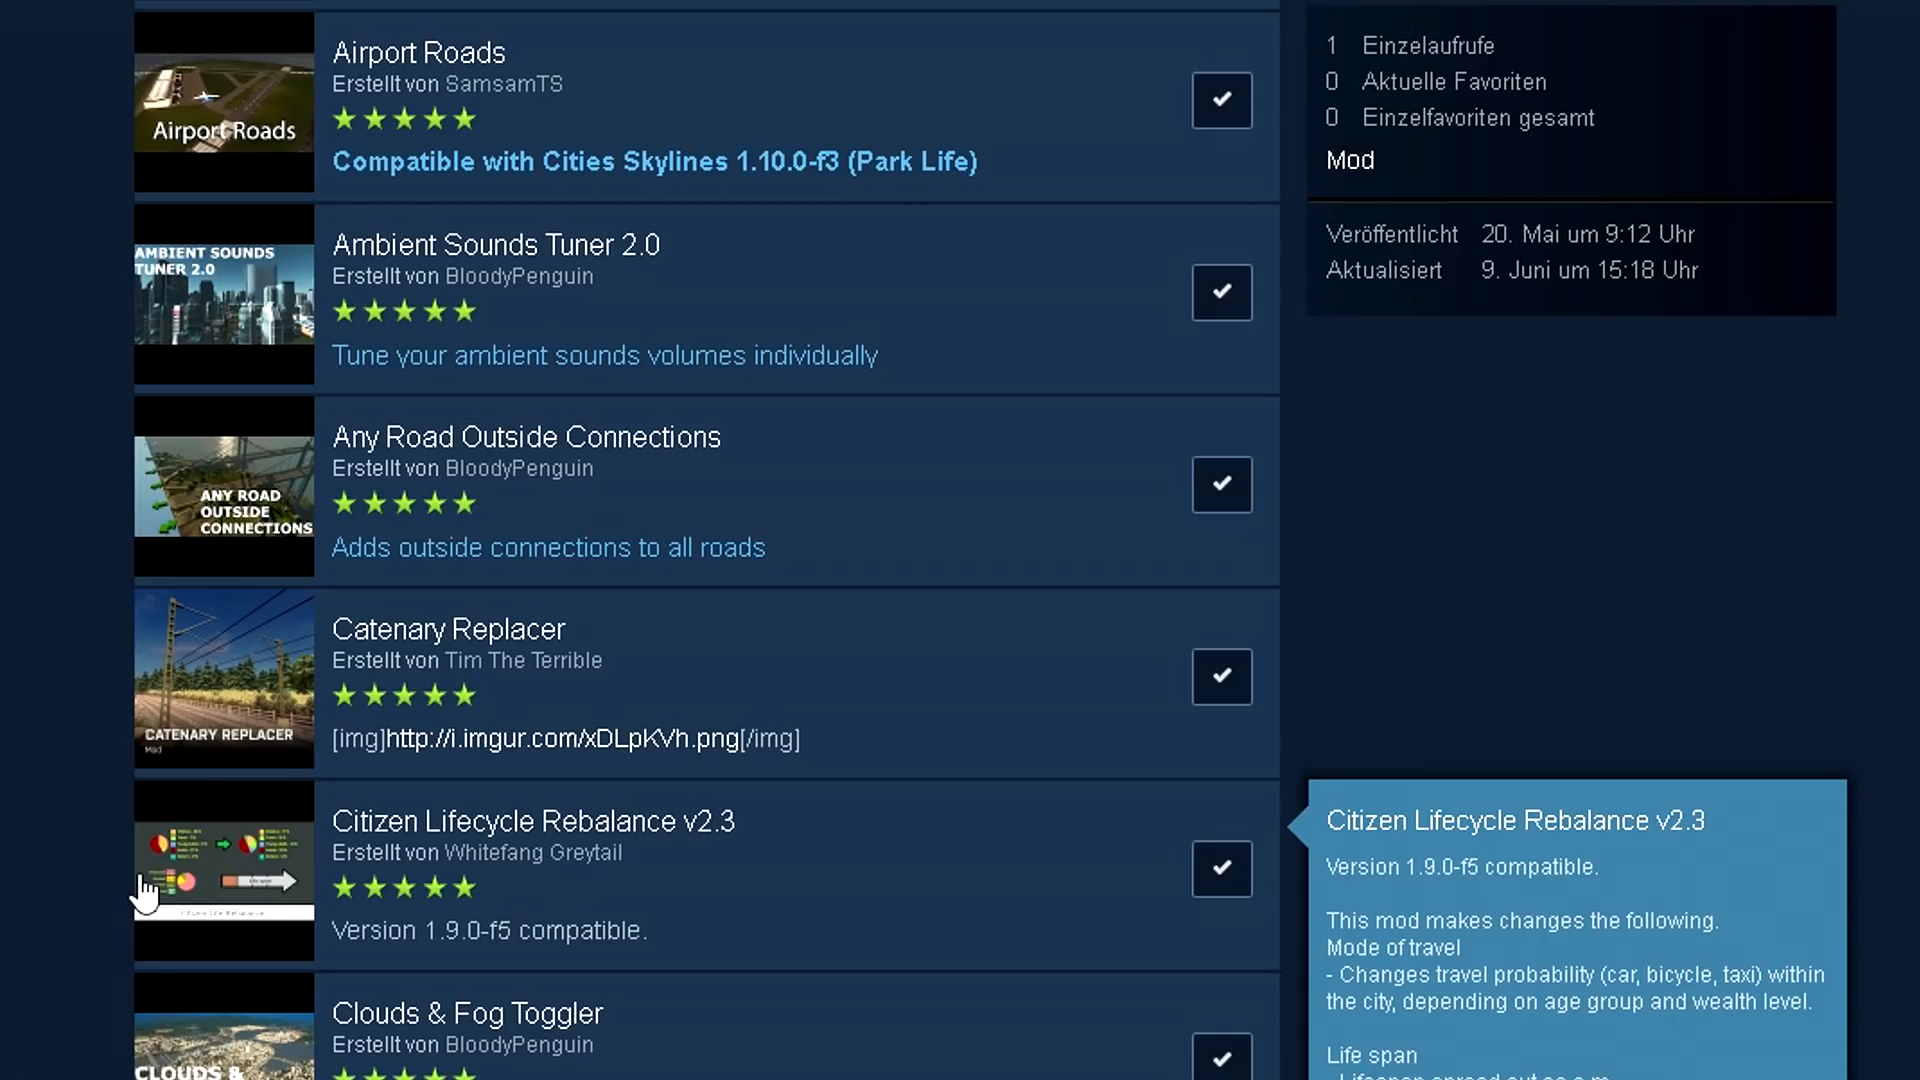 Airport Roads
Airport Roads
Erstellt von SamsamTS
Compatible with Cities Skylines 1.10.0-f3 (Park Life)
AMBIENT SOUNDS
TUNER 2.0
Ambient Sounds Tuner 2.0
Erstellt von BloodyPenguin
Tune your ambient sounds volumes individually
ANY ROAD
OUTSIDE
CONNECTIONS
Any Road Outside Connections
Erstellt von BloodyPenguin
Adds outside connections to all roads
CATENARY REPLACER
Mod
Catenary Replacer
Erstellt von Tim The Terrible
[img]http://i.imgur.com/xDLpKVh.png[/img]
Citizen Lifecycle Rebalance v2.3
Erstellt von Whitefang Greytail
Version 1.9.0-f5 compatible.
CLOUDS &
Clouds & Fog Toggler
Erstellt von BloodyPenguin
1 Einzelaufrufe
0 Aktuelle Favoriten
0 Einzelfavoriten gesamt
Mod
Veröffentlicht 20. Mai um 9:12 Uhr
Aktualisiert 9. Juni um 15:18 Uhr
Citizen Lifecycle Rebalance v2.3
Version 1.9.0-f5 compatible.
This mod makes changes the following.
Mode of travel
- Changes travel probability (car, bicycle, taxi) within
the city, depending on age group and wealth level.
Life span